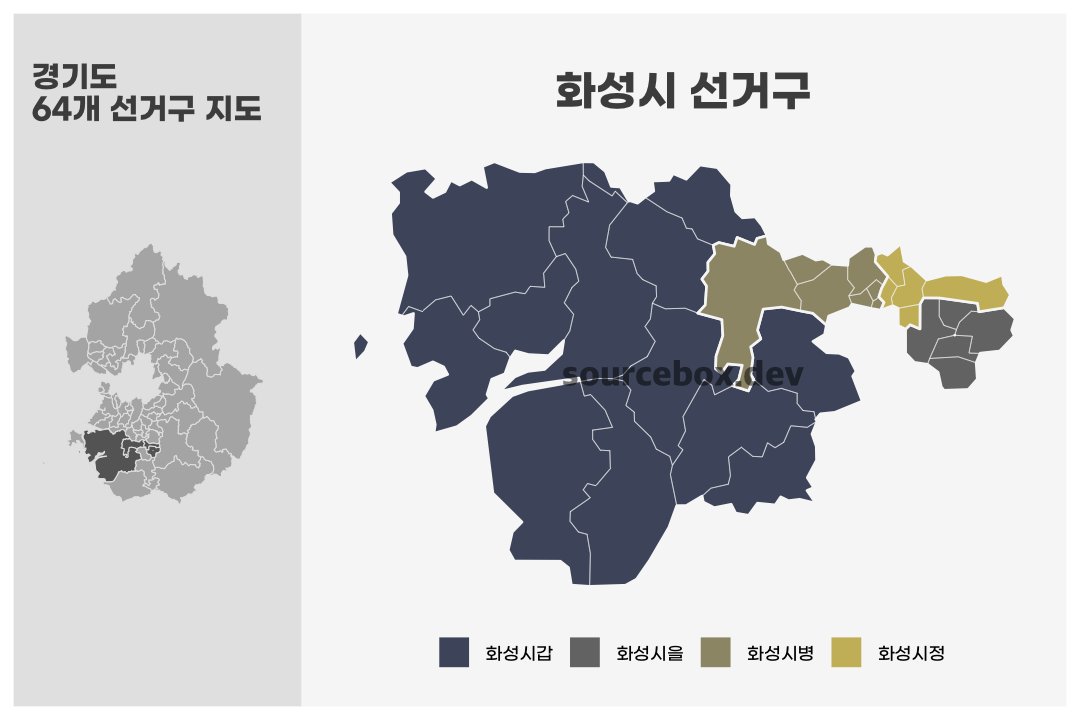 경기도
64개 선거구 지도
화성시 선거구
sourcebox.dev
화성시갑
화성시을
화성시병
화성시정